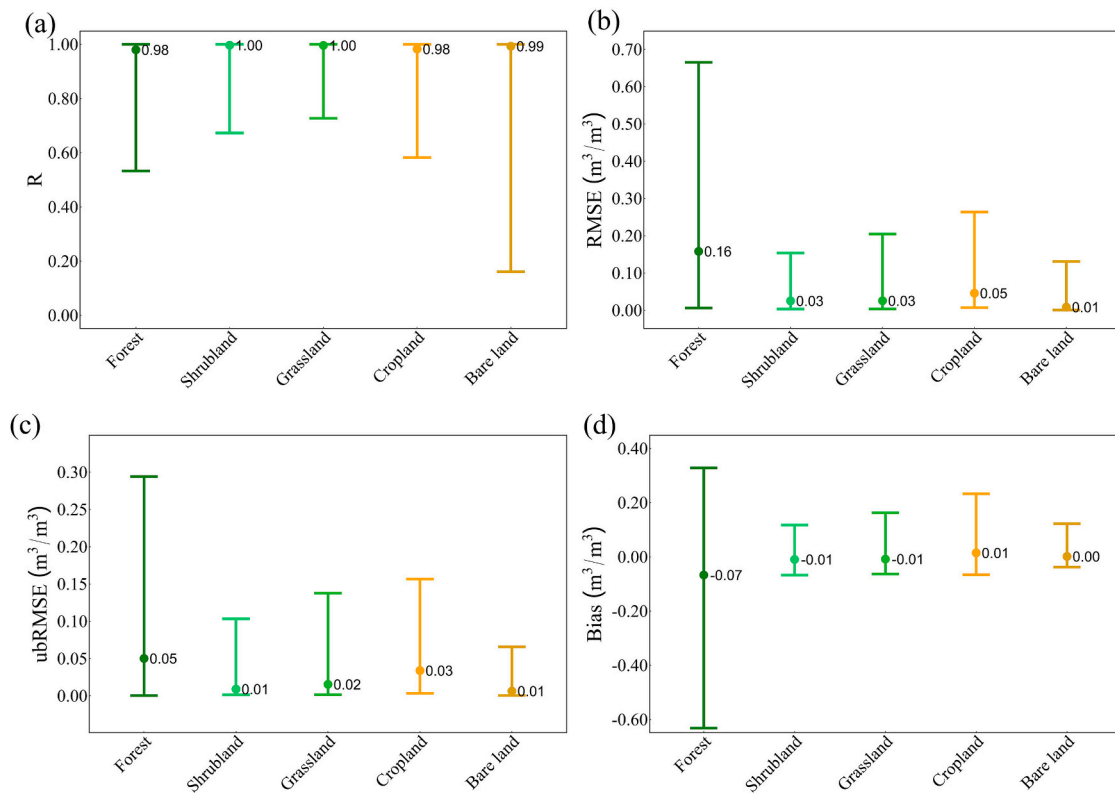 (a)
R
1.00
0.80
0.60
0.40
0.20
0.00
0.98
1.00
1.00
0.98
0.99
Forest
Shrubland
Grassland
Cropland
Bare land
(b)
RMSE (m³/m³)
0.70
0.60
0.50
0.40
0.30
0.20
0.10
0.00
0.16
0.03
0.03
0.05
0.01
Forest
Shrubland
Grassland
Cropland
Bare land
(c)
ubRMSE (m³/m³)
0.30
0.25
0.20
0.15
0.10
0.05
0.00
0.05
0.01
0.02
0.03
0.01
Forest
Shrubland
Grassland
Cropland
Bare land
(d)
Bias (m³/m³)
0.40
0.20
0.00
-0.20
-0.40
-0.60
-0.07
-0.01
-0.01
0.01
0.00
Forest
Shrubland
Grassland
Cropland
Bare land